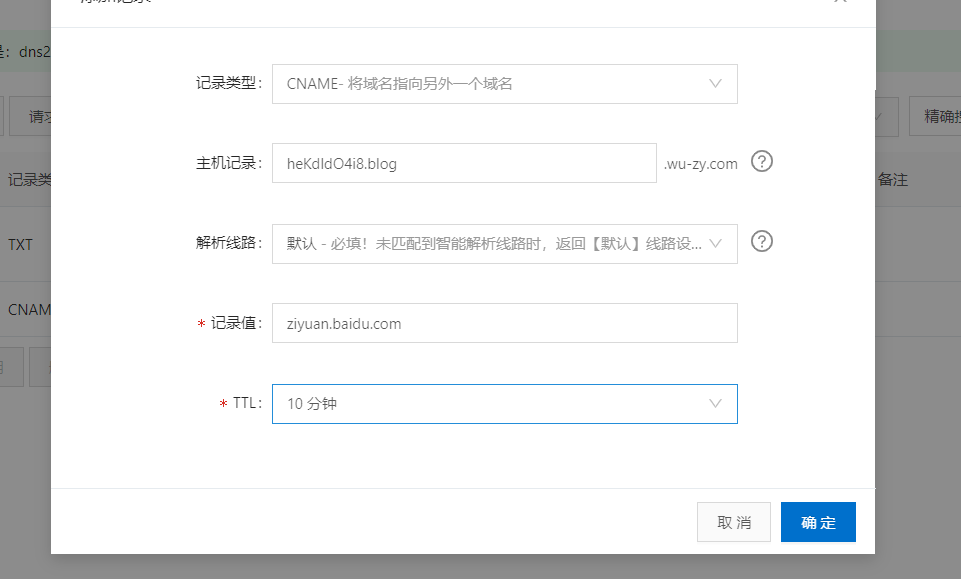 是：dns2
请求
精确搜
记录类
备注
TXT
CNAM
记录类型：
CNAME- 将域名指向另外一个域名
主机记录：
heKdIdO4i8.blog
.wu-zy.com
解析线路：
默认 - 必填！未匹配到智能解析线路时，返回【默认】线路设...
* 记录值：
ziyuan.baidu.com
* TTL：
10 分钟
取 消
确 定